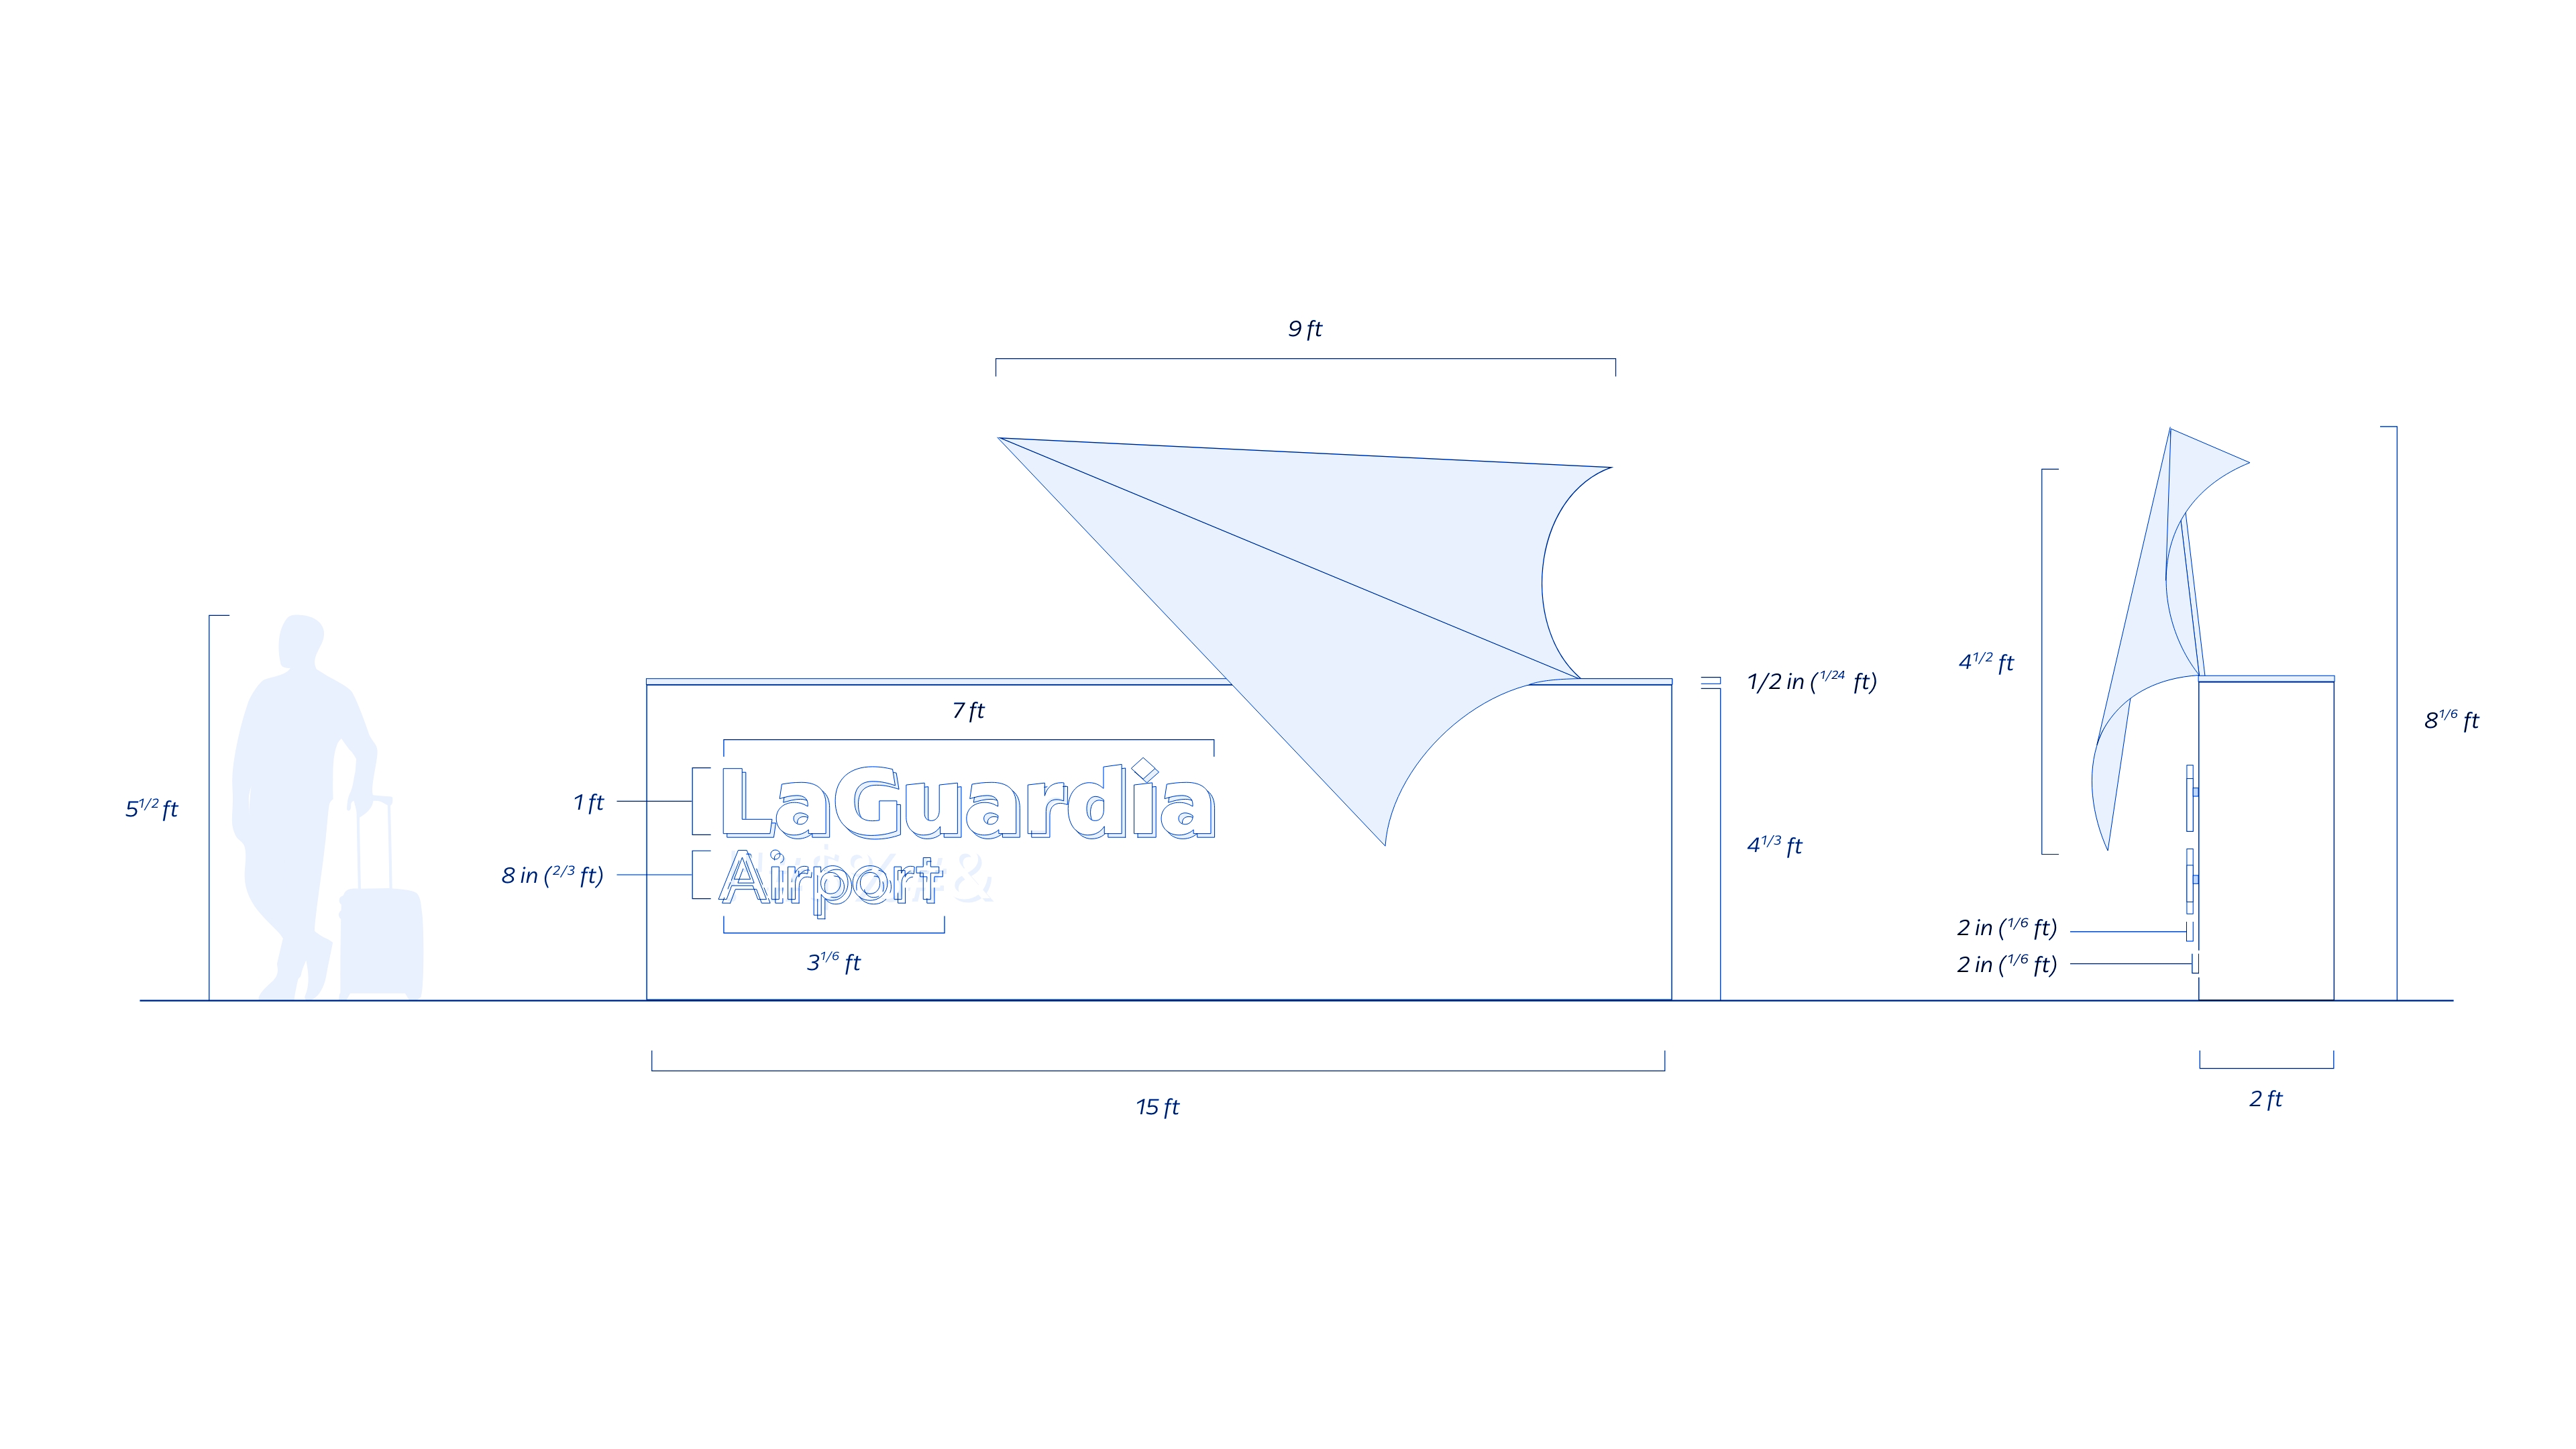 9 ft
5 1/2 ft
7 ft
1 ft
LaGuardia
8 in (2/3 ft)
Airport
3 1/6 ft
15 ft
1/2 in (1/24 ft)
4 1/3 ft
4 1/2 ft
8 1/6 ft
2 in (1/6 ft)
2 in (1/6 ft)
2 ft